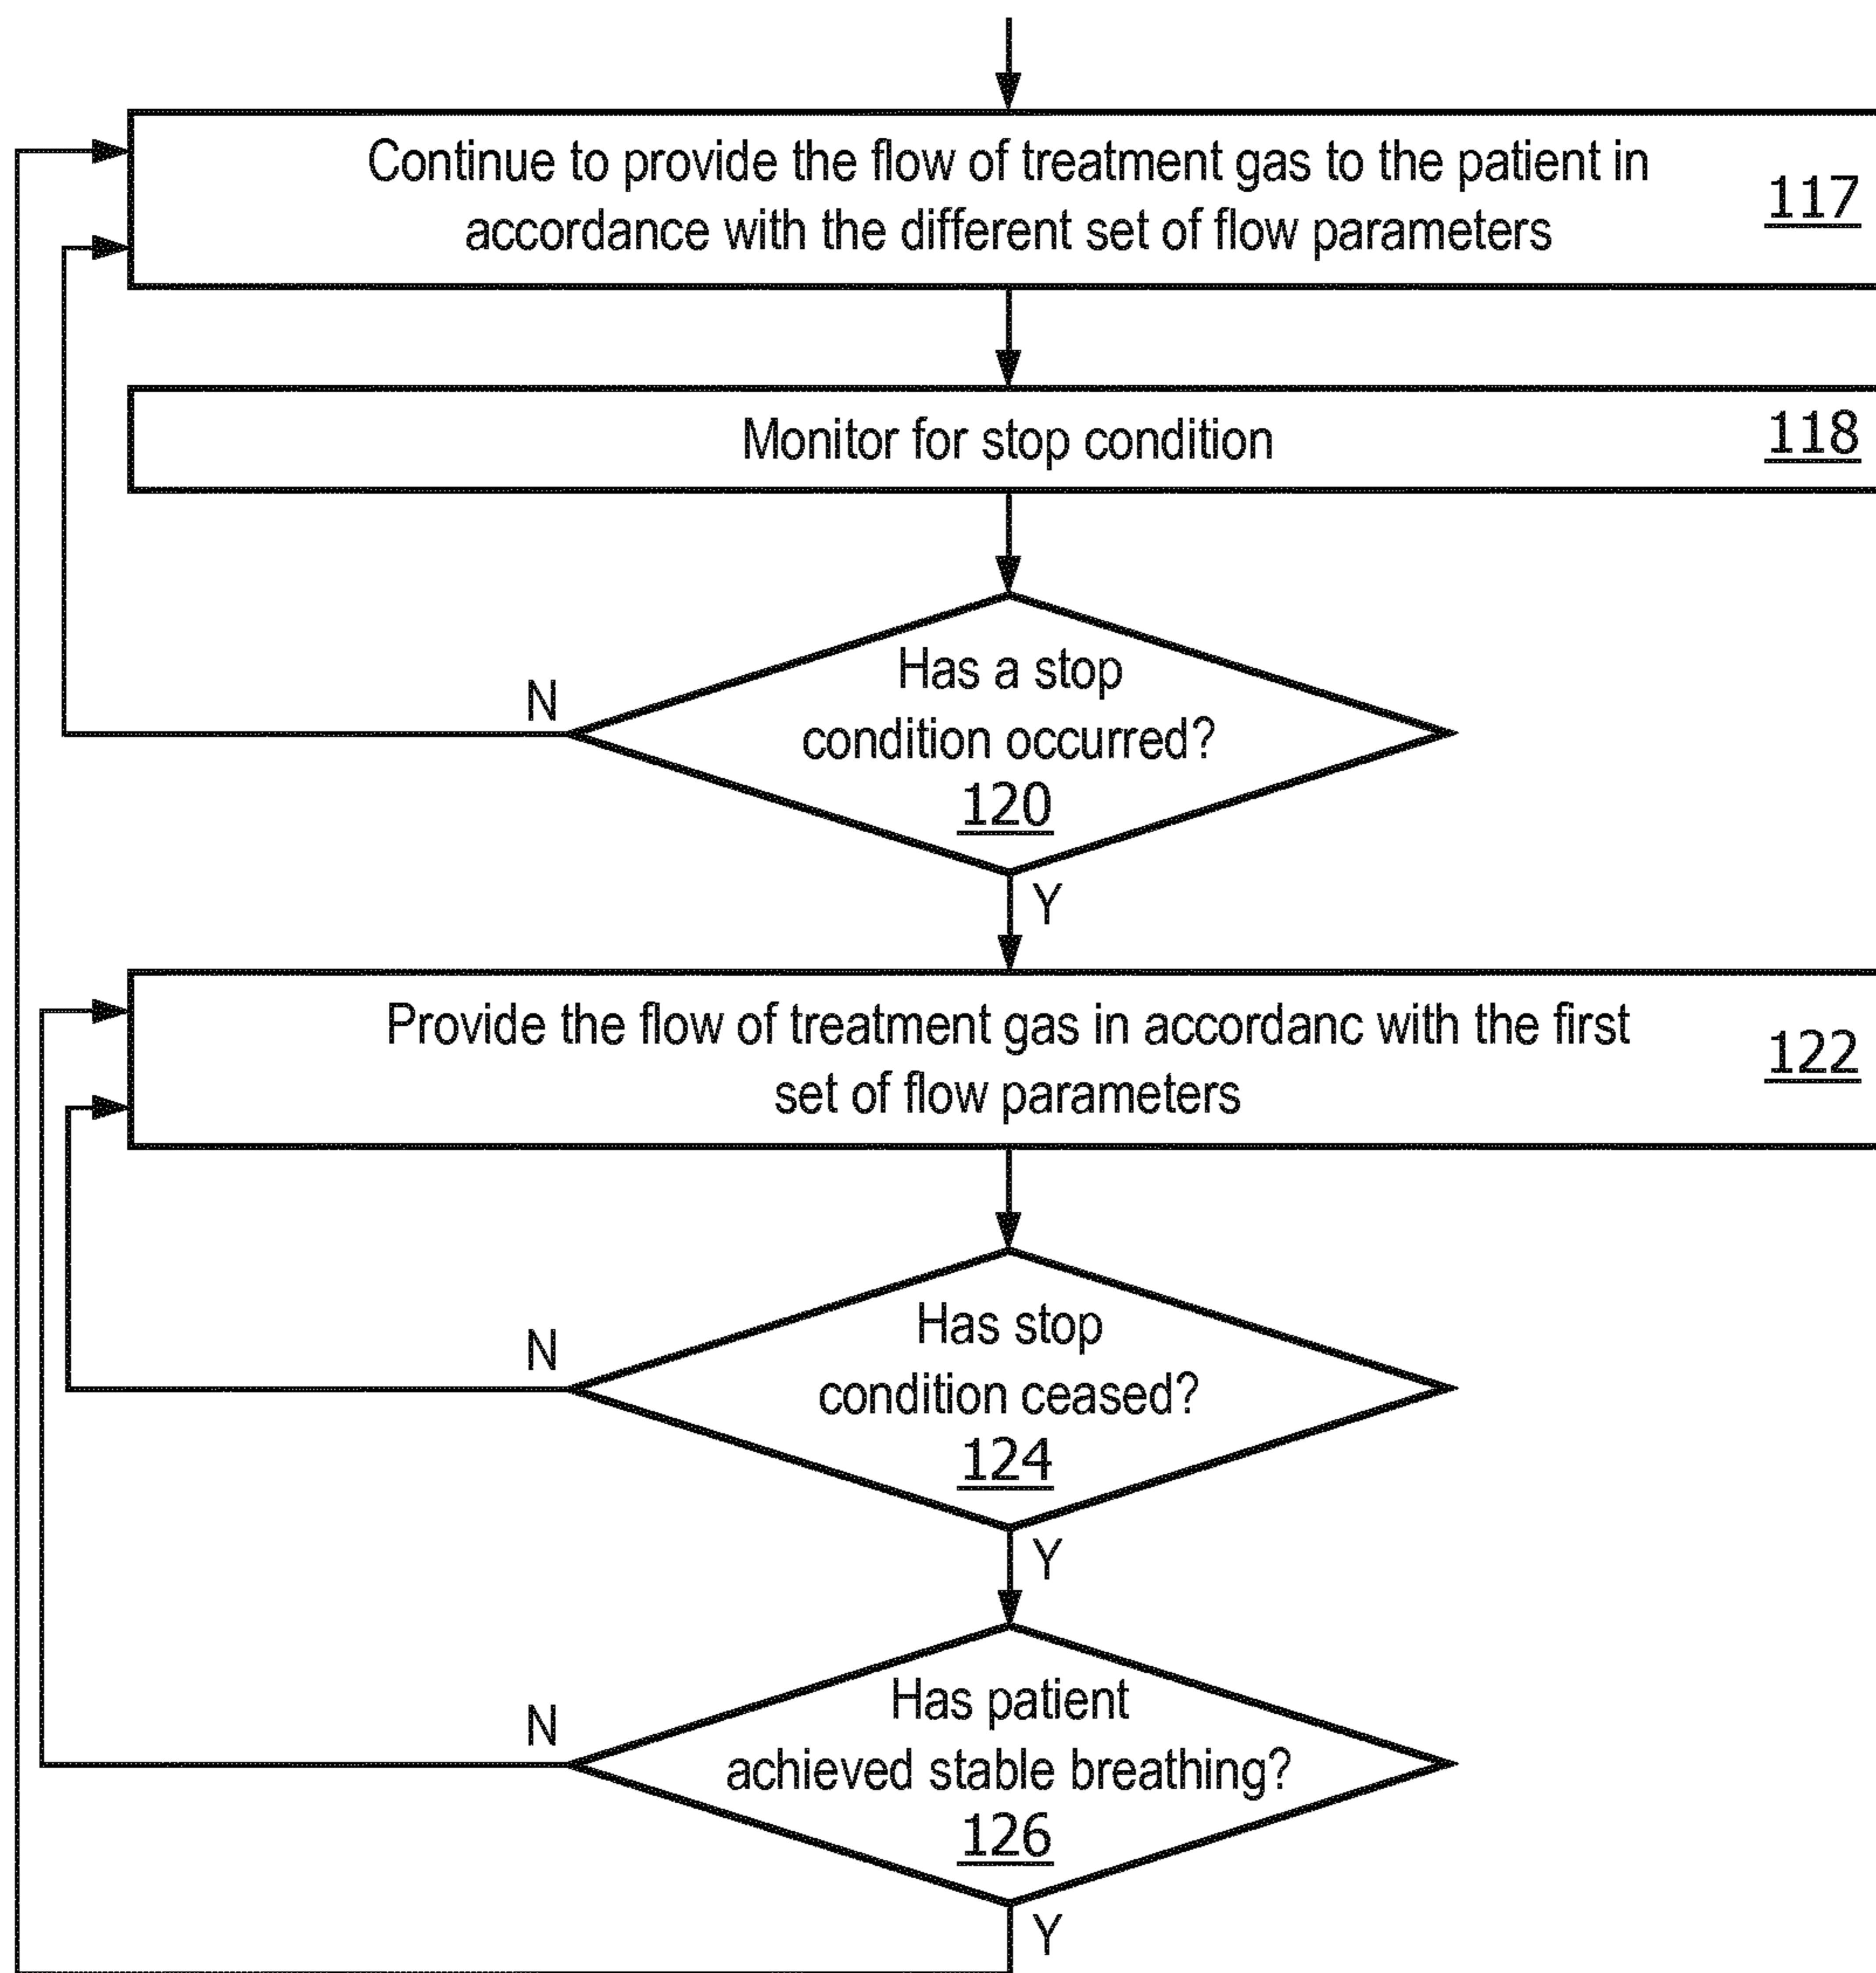 Continue to provide the flow of treatment gas to the patient in
accordance with the different set of flow parameters
117
Monitor for stop condition
118
Has a stop
condition occurred?
120
N
Y
Provide the flow of treatment gas in accordanc with the first
set of flow parameters
122
Has stop
condition ceased?
124
N
Y
Has patient
achieved stable breathing?
126
N
Y